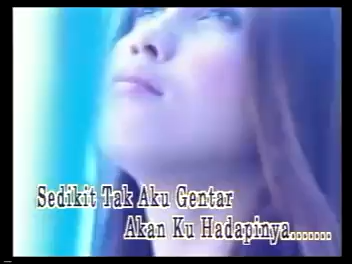 Sedikit Tak Aku Gentar
Akan Ku Hadapinya.......